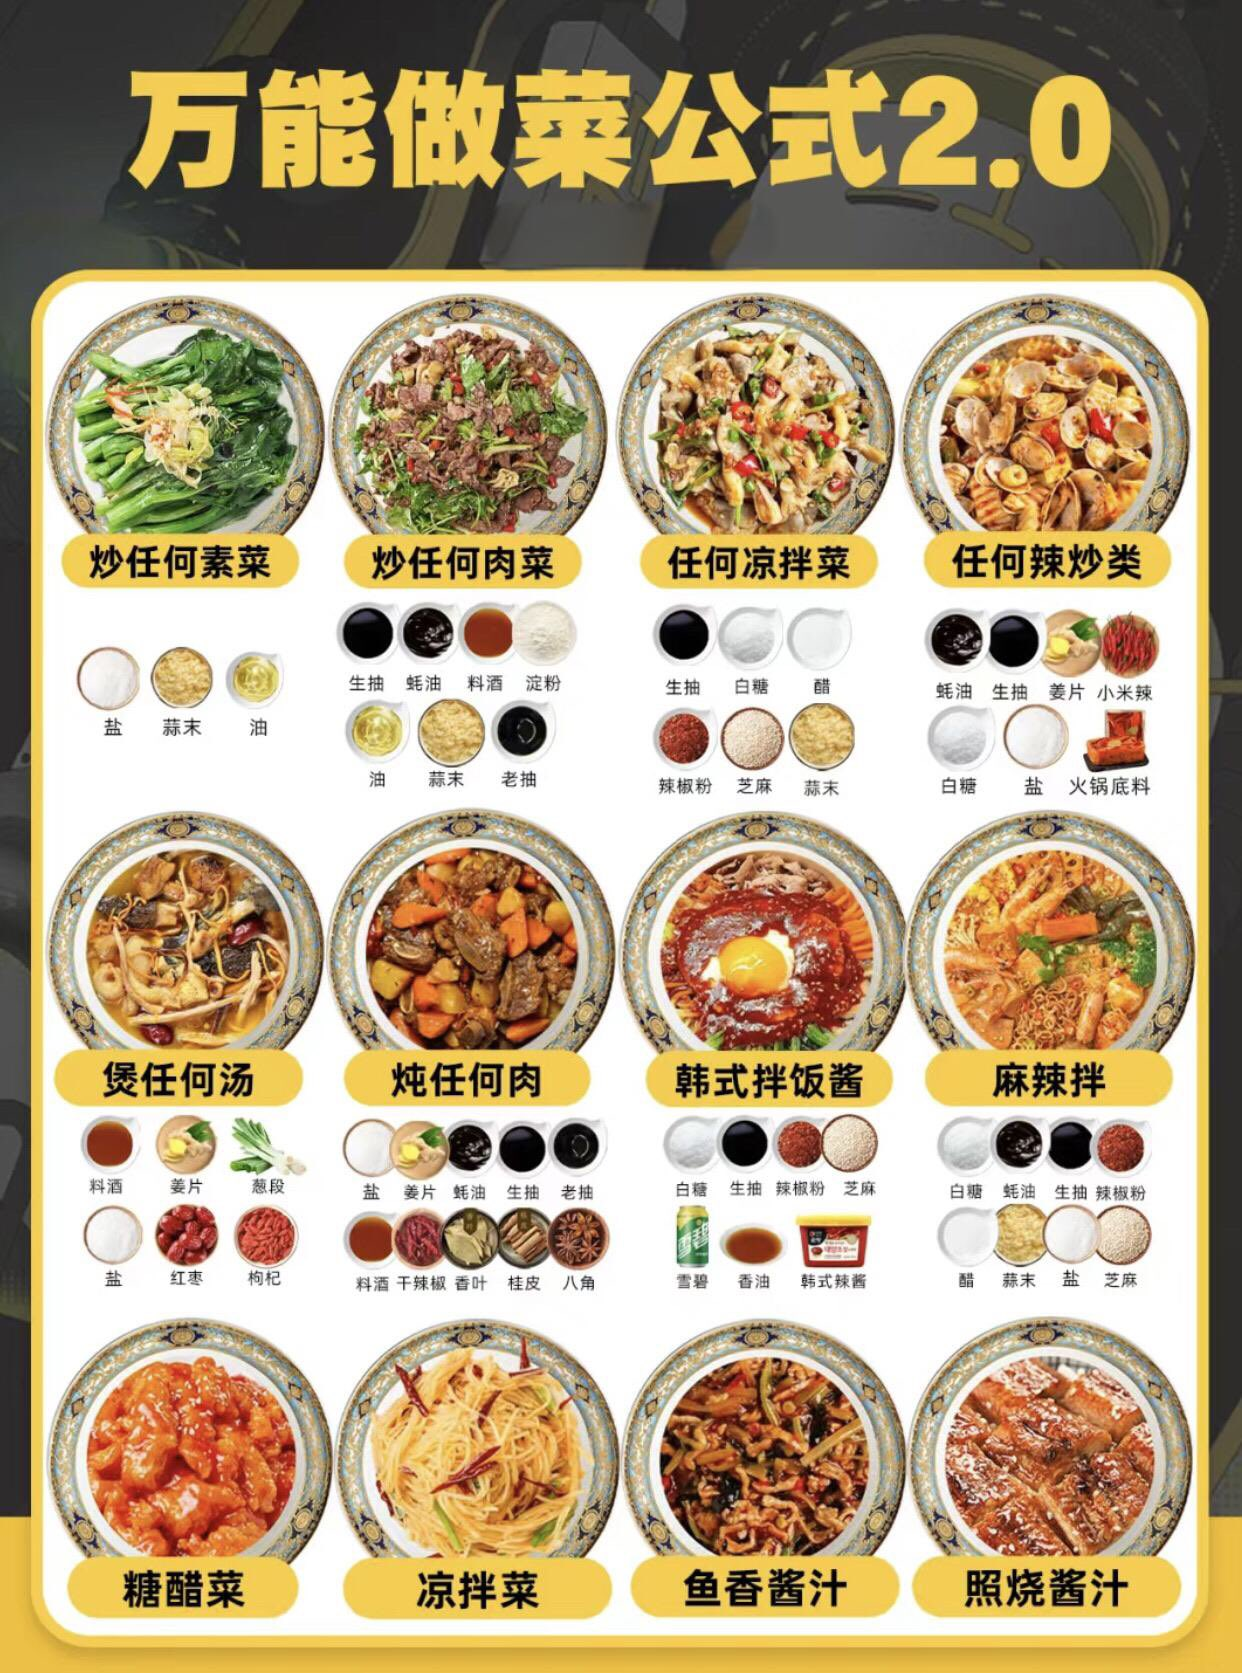 万能做菜公式2.0
炒任何素菜
炒任何肉菜
任何凉拌菜
任何辣炒类
盐 蒜末 油
生抽 蚝油 料酒 淀粉
油 蒜末 老抽
生抽 白糖 醋
辣椒粉 芝麻 蒜末
蚝油 生抽 姜片 小米辣
白糖 盐 火锅底料
煲任何汤
炖任何肉
韩式拌饭酱
麻辣拌
料酒 姜片 葱段
盐 红枣 枸杞
盐 姜片 蚝油 生抽 老抽
料酒 干辣椒 香叶 桂皮 八角
白糖 生抽 辣椒粉 芝麻
雪碧
雪碧 香油 韩式辣酱
白糖 蚝油 生抽 辣椒粉
醋 蒜末 盐 芝麻
糖醋菜
凉拌菜
鱼香酱汁
照烧酱汁